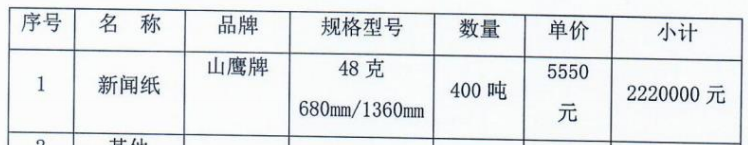 序号 名 称 品牌 规格型号 数量 单价 小计
1 新闻纸 山鹰牌 48 克 680mm/1360mm 400 吨 5550 元 2220000 元